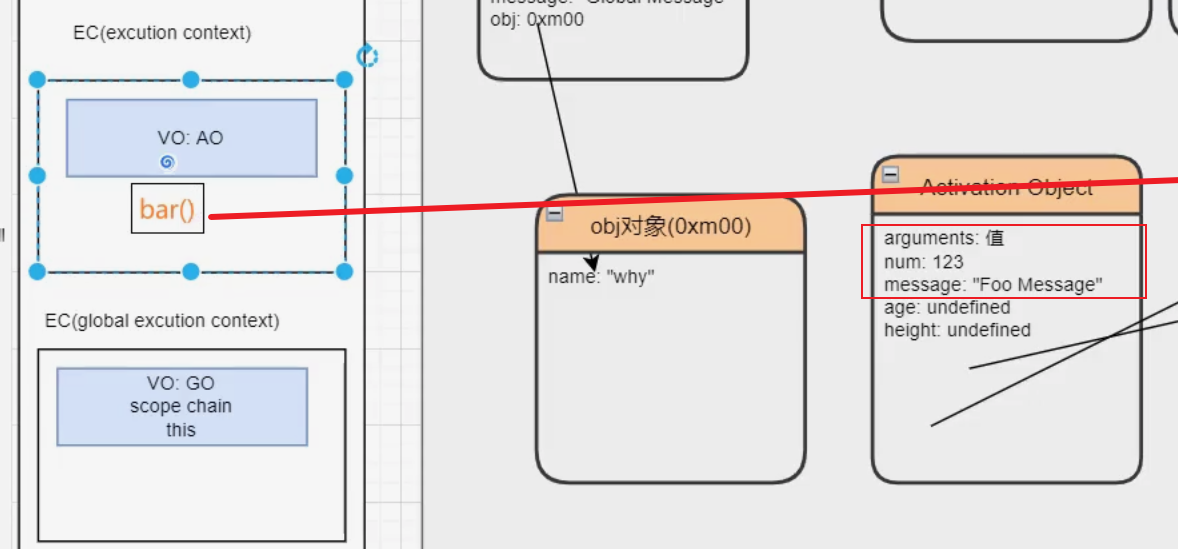 EC(excution context)
VO: AO
bar()
EC(global excution context)
VO: GO
scope chain
this
message: "Global Message"
obj: 0xm00
obj对象(0xm00)
name: "why"
Activation Object
arguments: 值
num: 123
message: "Foo Message"
age: undefined
height: undefined